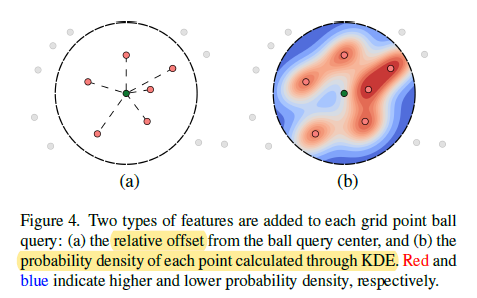 (a)
(b)
Figure 4. Two types of features are added to each grid point ball
query: (a) the relative offset from the ball query center, and (b) the
probability density of each point calculated through KDE. Red and
blue indicate higher and lower probability density, respectively.